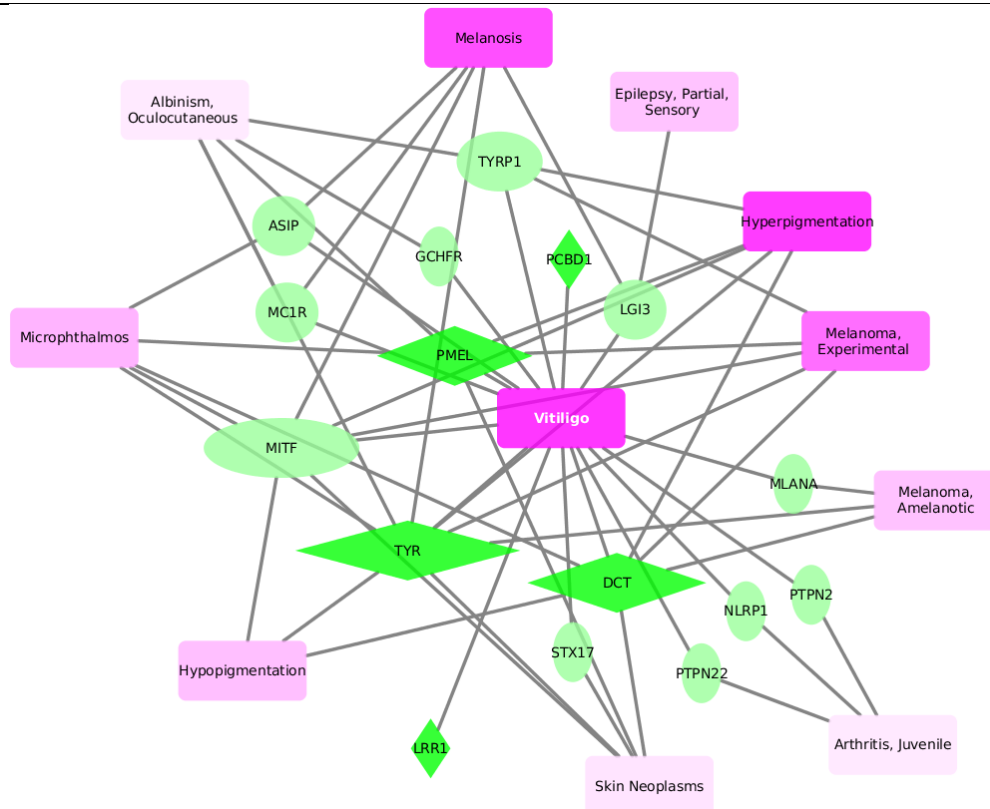 Melanosis
Albinism,
Oculocutaneous
Epilepsy, Partial,
Sensory
TYRP1
ASIP
Hyperpigmentation
GCHFR
PCBD1
MC1R
LGI3
Microphthalmos
PMEL
Melanoma,
Experimental
Vitiligo
MITF
MLANA
Melanoma,
Amelanotic
TYR
DCT
PTPN2
NLRP1
STX17
Hypopigmentation
PTPN22
LRR1
Arthritis, Juvenile
Skin Neoplasms